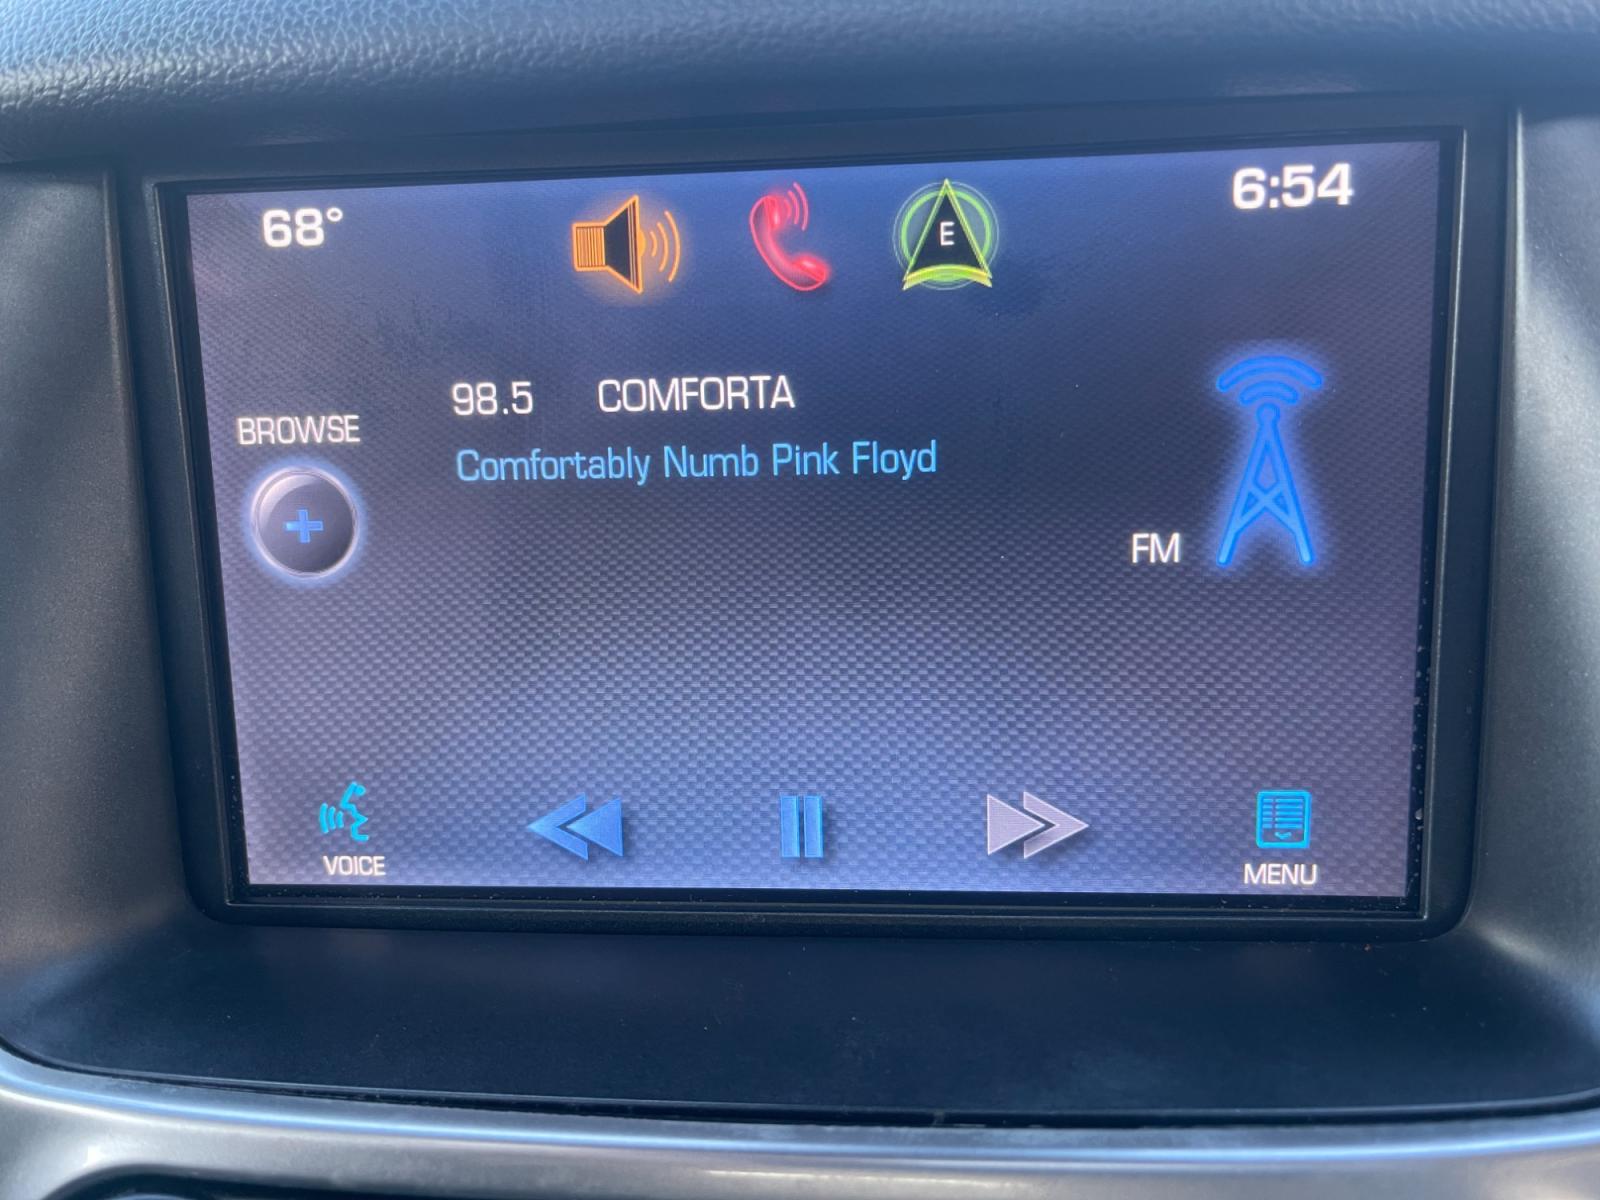 68°
E
6:54
98.5 COMFORTA
Comfortably Numb Pink Floyd
BROWSE
FM
VOICE
MENU